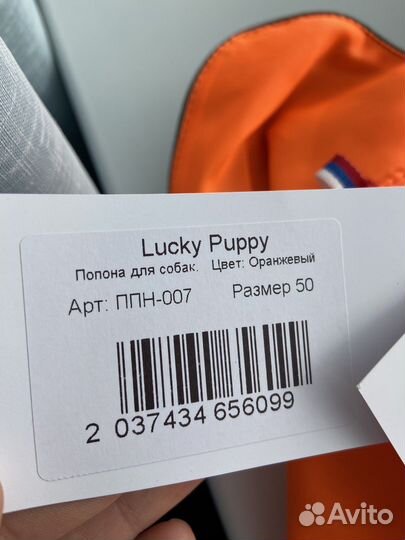 Lucky Puppy
Попона для собак. Цвет: Оранжевый
Арт: ППН-007 Размер 50
2 037434 656099
Avito